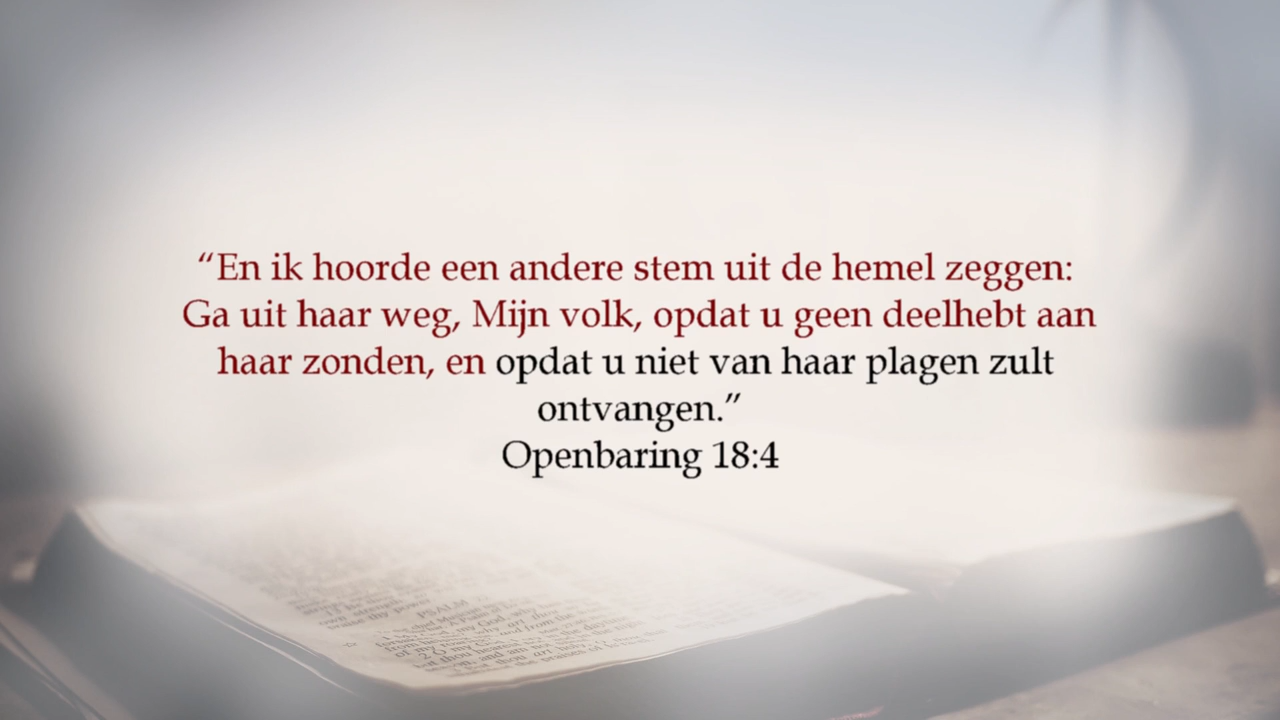 “En ik hoorde een andere stem uit de hemel zeggen:
Ga uit haar weg, Mijn volk, opdat u geen deelhebt aan
haar zonden, en opdat u niet van haar plagen zult
ontvangen.”
Openbaring 18:4
PSALM